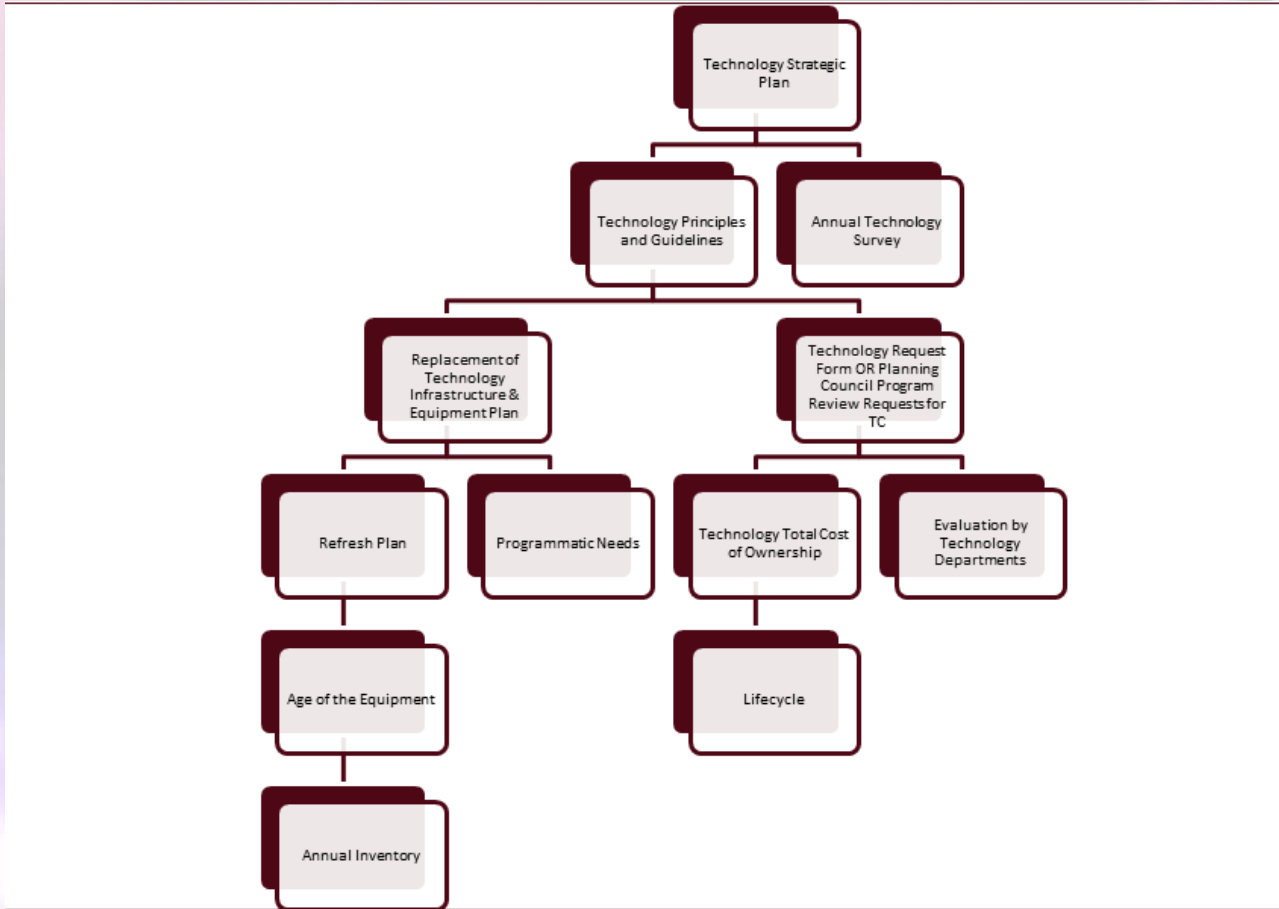 Technology Strategic
Plan
Technology Principles
and Guidelines
Annual Technology
Survey
Replacement of
Technology
Infrastructure &
Equipment Plan
Technology Request
Form OR Planning
Council Program
Review Requests for
TC
Refresh Plan
Programmatic Needs
Technology Total Cost
of Ownership
Evaluation by
Technology
Departments
Age of the Equipment
Lifecycle
Annual Inventory